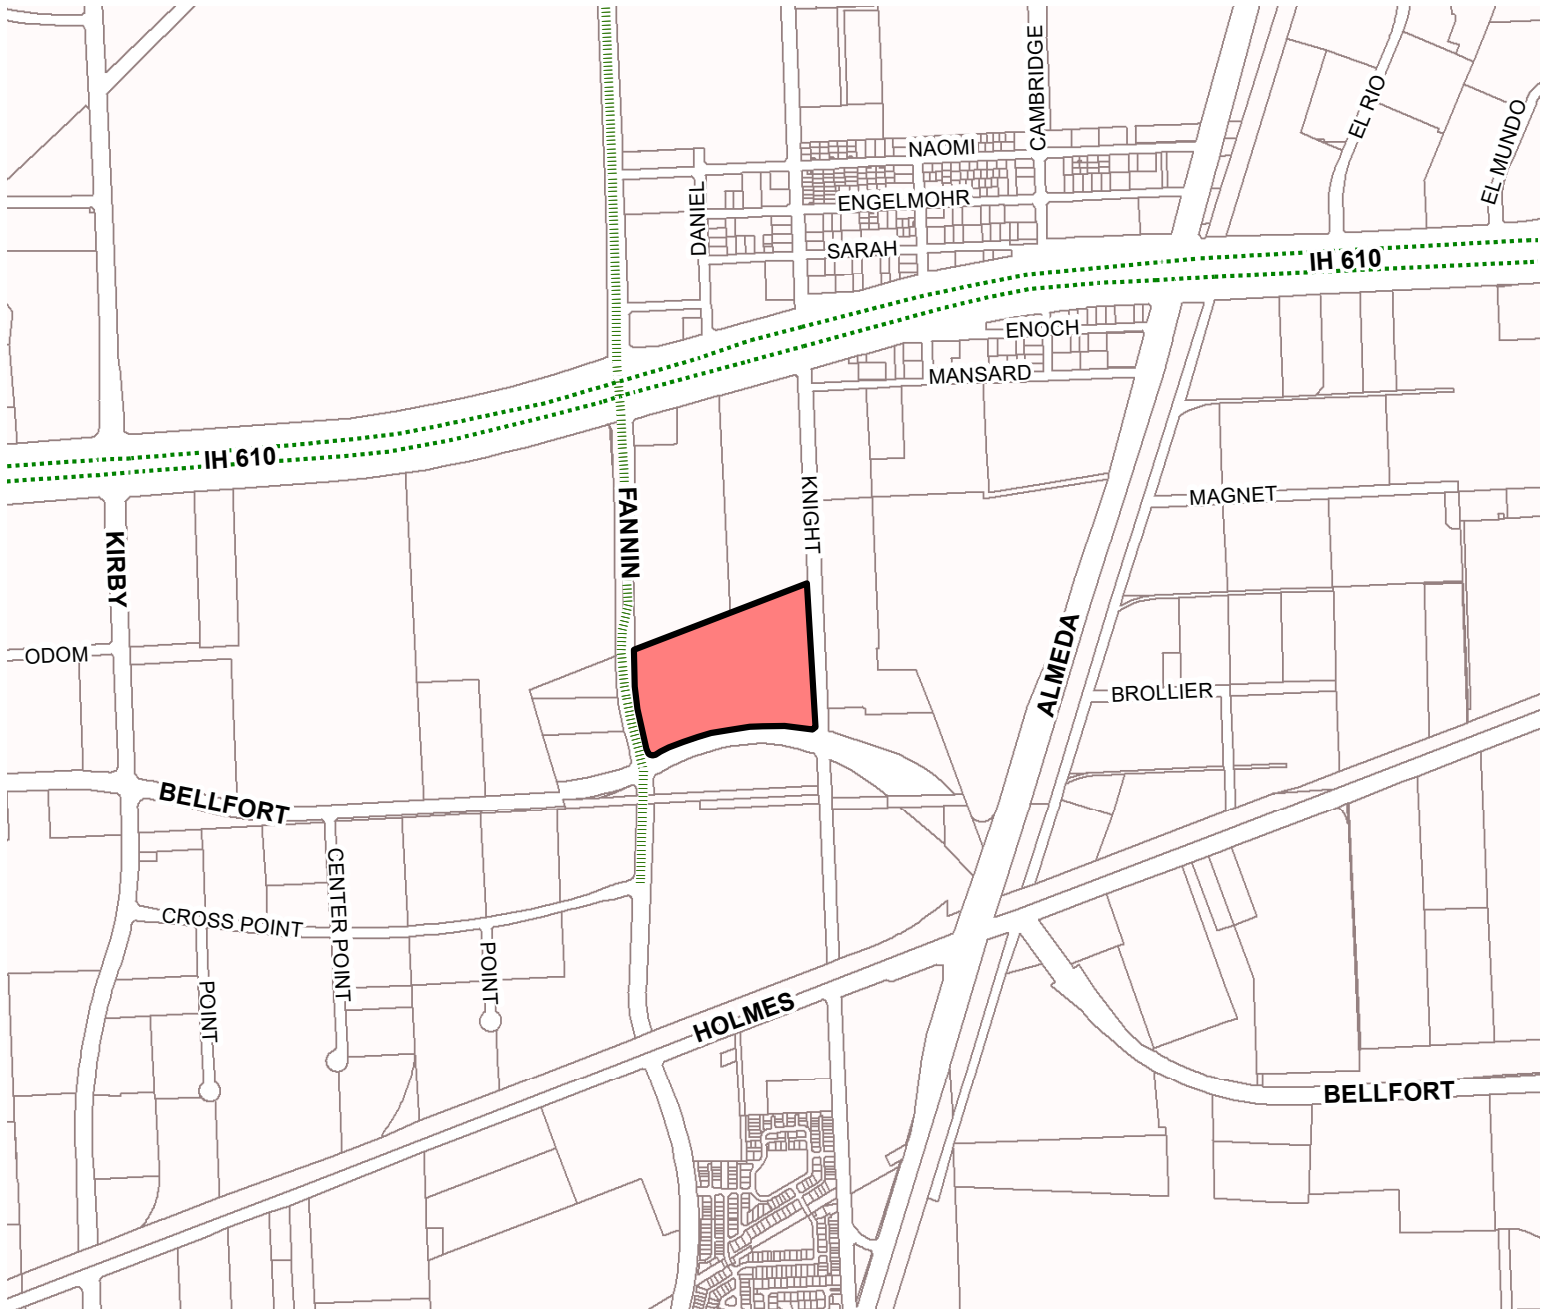 CAMBRIDGE
EL RIO
EL MUNDO
NAOMI
DANIEL
ENGELMOHR
SARAH
IH 610
ENOCH
MANSARD
IH 610
FANNIN
KNIGHT
MAGNET
KIRBY
ODOM
ALMEDA
BROLLIER
BELLFORT
CENTER POINT
CROSS POINT
POINT
POINT
HOLMES
BELLFORT